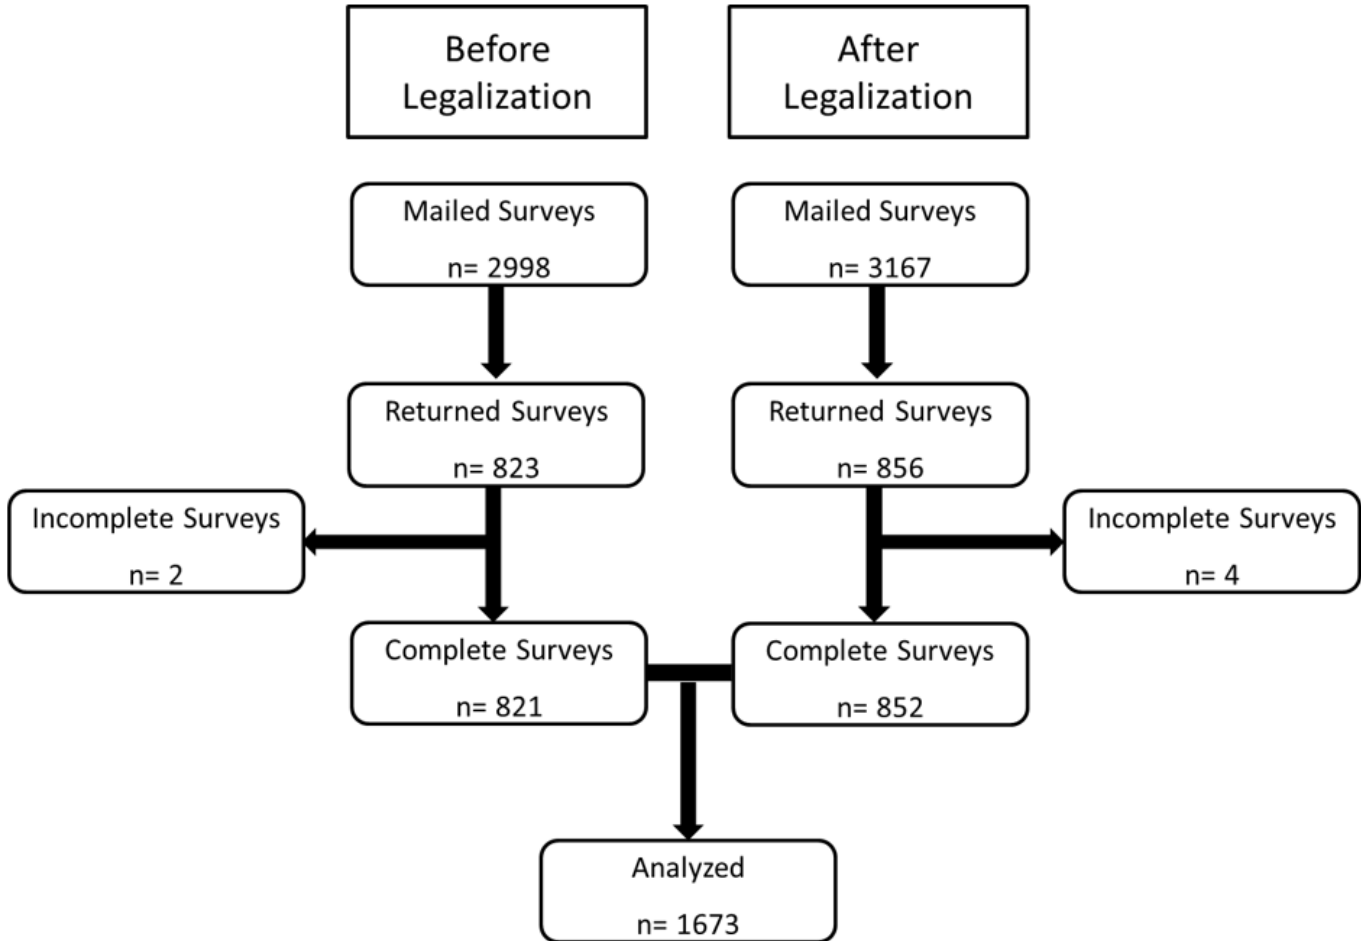 Before
Legalization
After
Legalization
Mailed Surveys
n= 2998
Mailed Surveys
n= 3167
Returned Surveys
n= 823
Returned Surveys
n= 856
Incomplete Surveys
n= 2
Incomplete Surveys
n= 4
Complete Surveys
n= 821
Complete Surveys
n= 852
Analyzed
n= 1673